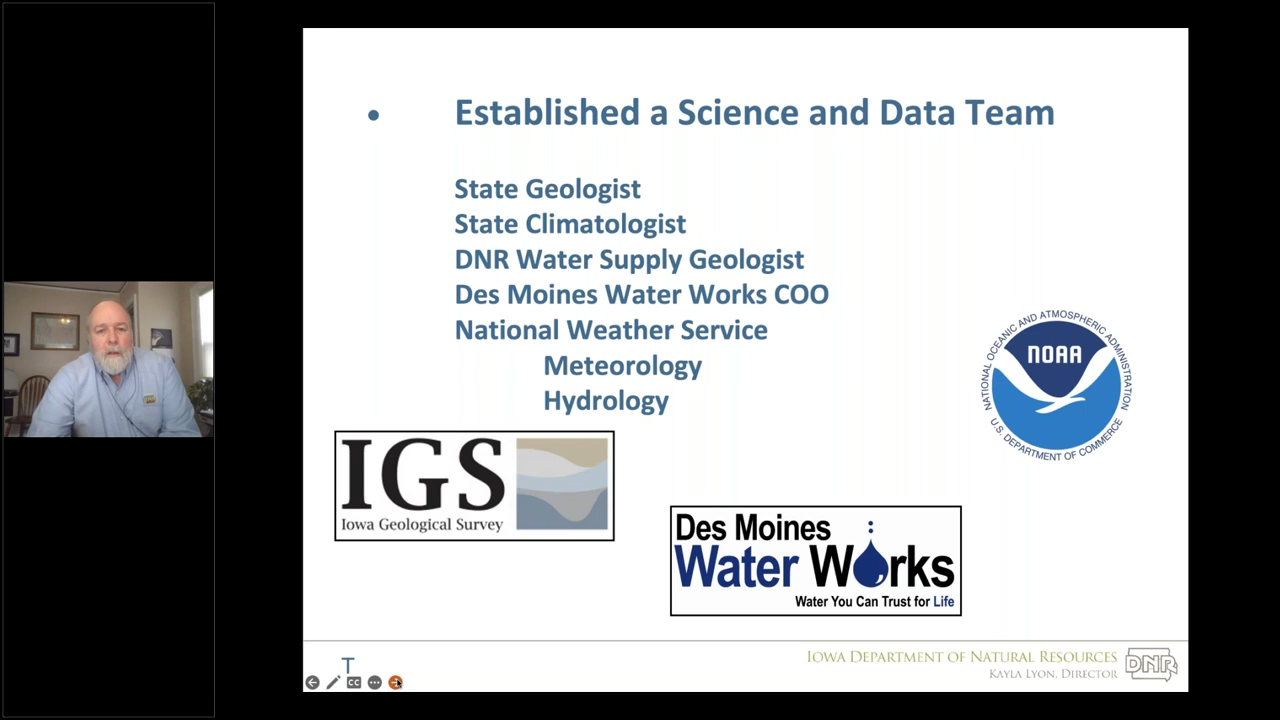 • Established a Science and Data Team
State Geologist
State Climatologist
DNR Water Supply Geologist
Des Moines Water Works COO
National Weather Service
Meteorology
Hydrology
NATIONAL OCEANIC AND ATMOSPHERIC ADMINISTRATION
NOAA
U.S. DEPARTMENT OF COMMERCE
IGS
Iowa Geological Survey
Des Moines
Water Works
Water You Can Trust for Life
IOWA DEPARTMENT OF NATURAL RESOURCES
KAYLA LYON, DIRECTOR
DNR
T
CC